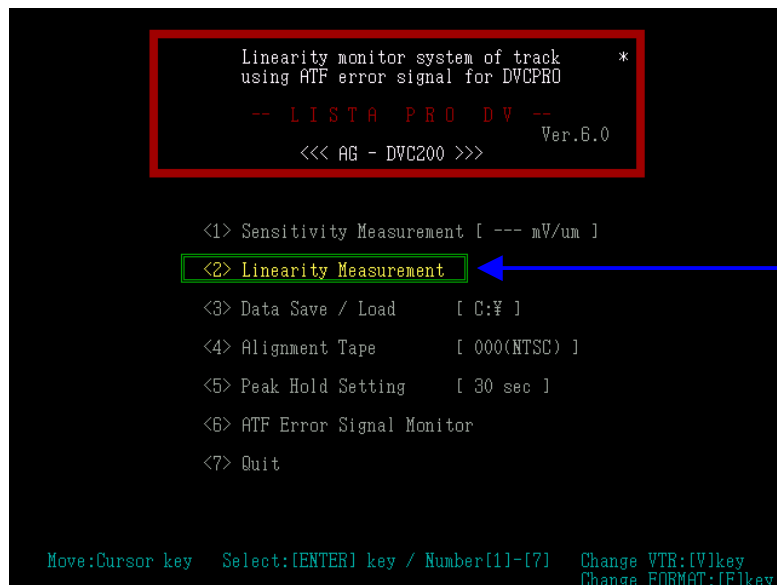 Linearity monitor system of track *
using ATF error signal for DVCPRO
-- L I S T A P R O D V --
Ver.6.0
<<< AG - DVC200 >>>
<1> Sensitivity Measurement [ --- mV/um ]
<2> Linearity Measurement
<3> Data Save / Load [ C:¥ ]
<4> Alignment Tape [ 000(NTSC) ]
<5> Peak Hold Setting [ 30 sec ]
<6> ATF Error Signal Monitor
<7> Quit
Move:Cursor key Select:[ENTER] key / Number[1]-[7] Change VTR:[V]key
Change FORMAT:[F]key